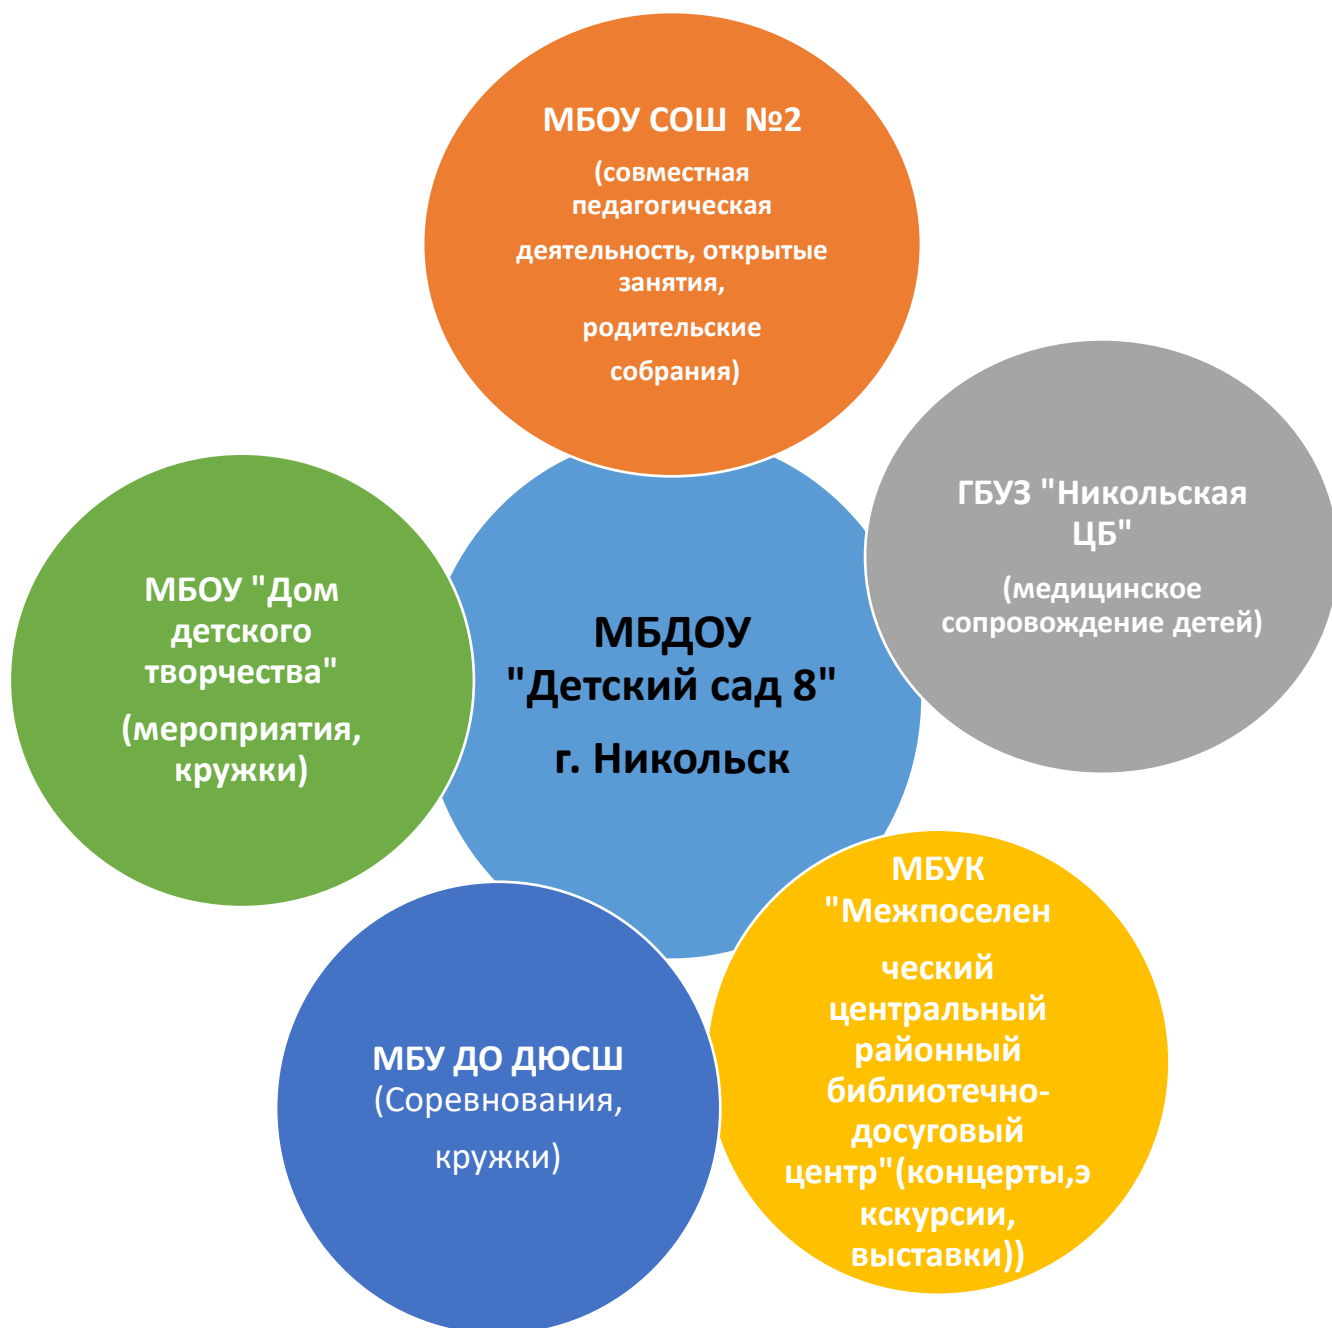 МБОУ СОШ №2
(совместная
педагогическая
деятельность, открытые
занятия,
родительские
собрания)
ГБУЗ "Никольская
ЦБ"
(медицинское
сопровождение детей)
МБОУ "Дом
детского
творчества"
(мероприятия,
кружки)
МБДОУ
"Детский сад 8"
г. Никольск
МБУК
"Межпоселен
ческий
центральный
районный
библиотечно-
досуговый
центр"(концерты,э
кскурсии,
выставки))
МБУ ДО ДЮСШ
(Соревнования,
кружки)